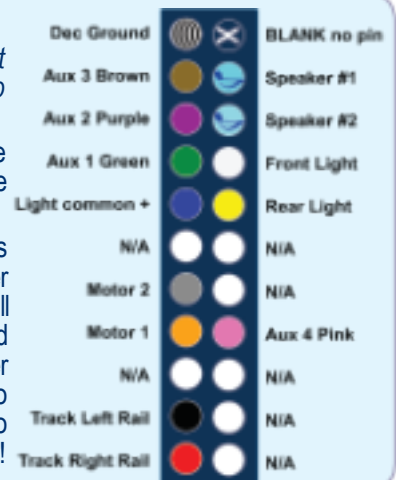 Dec Ground BLANK no pin
Aux 3 Brown Speaker #1
Aux 2 Purple Speaker #2
Aux 1 Green Front Light
Light common + Rear Light
N/A N/A
Motor 2 N/A
Motor 1 Aux 4 Pink
N/A N/A
Track Left Rail N/A
Track Right Rail N/A